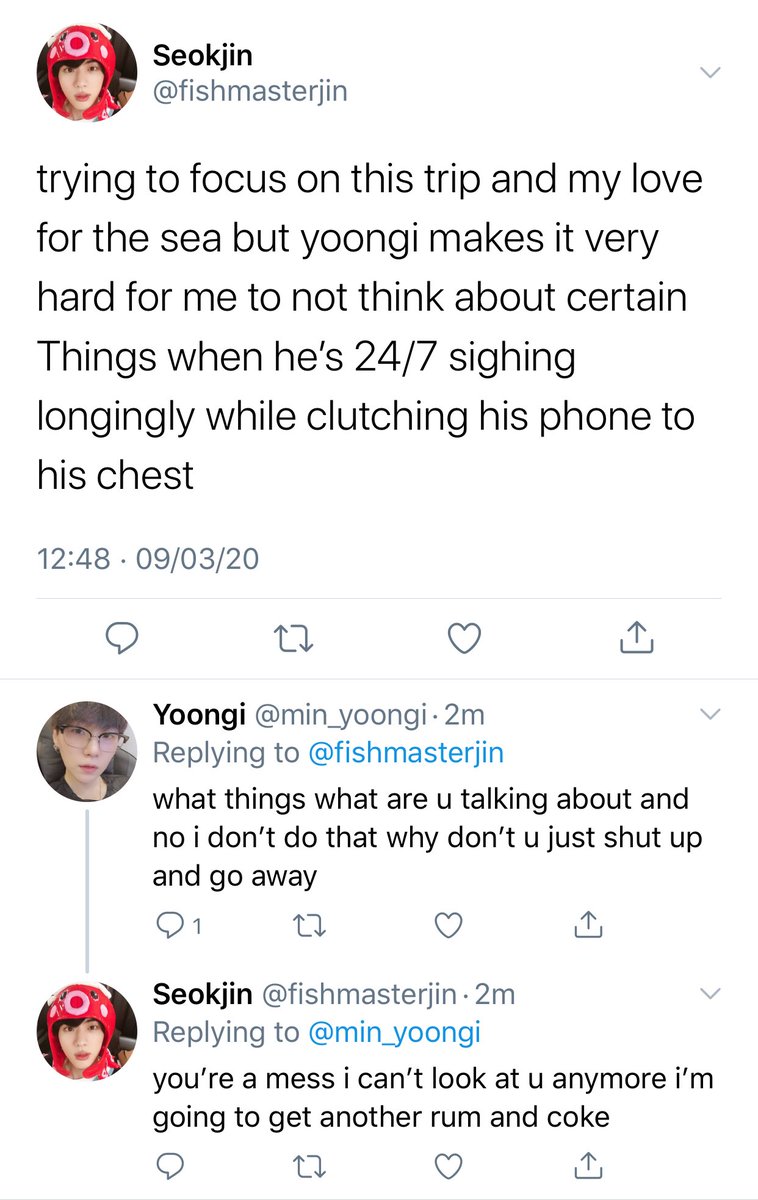 Seokjin
@fishmasterjin
trying to focus on this trip and my love
for the sea but yoongi makes it very
hard for me to not think about certain
Things when he’s 24/7 sighing
longingly while clutching his phone to
his chest
12:48 · 09/03/20
Yoongi @min_yoongi · 2m
Replying to @fishmasterjin
what things what are u talking about and
no i don’t do that why don’t u just shut up
and go away
1
Seokjin @fishmasterjin · 2m
Replying to @min_yoongi
you’re a mess i can’t look at u anymore i’m
going to get another rum and coke